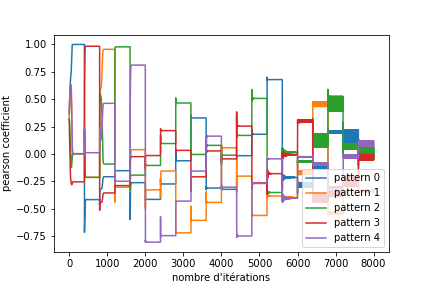 pearson coefficient
1.00
0.75
0.50
0.25
0.00
−0.25
−0.50
−0.75
pattern 0
pattern 1
pattern 2
pattern 3
pattern 4
0 1000 2000 3000 4000 5000 6000 7000 8000
nombre d'itérations